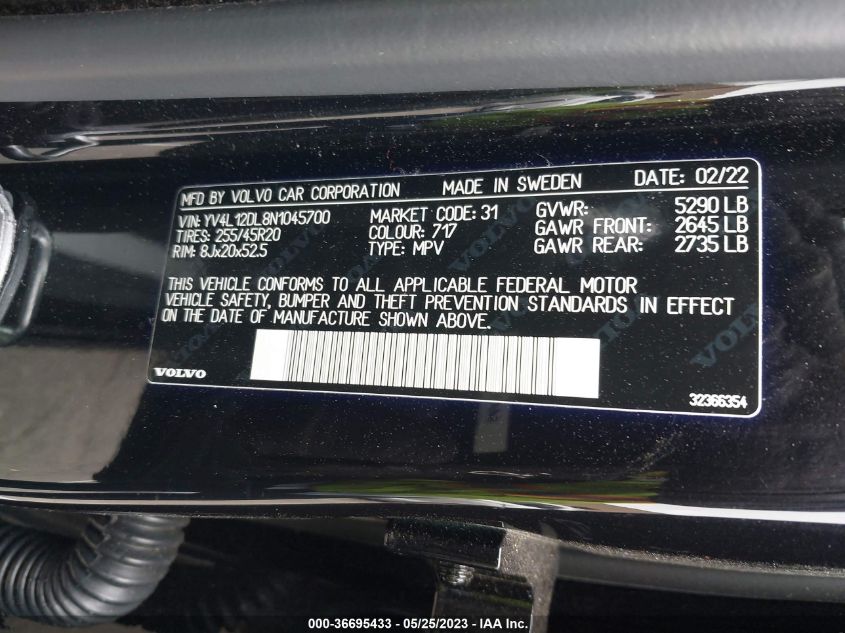 MFD BY VOLVO CAR CORPORATION MADE IN SWEDEN DATE: 02/22
VIN: YV4L12DL8N1045700 MARKET CODE: 31 GVWR: 5290 LB
TIRES: 255/45R20 COLOUR: 717 GAWR FRONT: 2645 LB
RIM: 8Jx20x52.5 TYPE: MPV GAWR REAR: 2735 LB
THIS VEHICLE CONFORMS TO ALL APPLICABLE FEDERAL MOTOR
VEHICLE SAFETY, BUMPER AND THEFT PREVENTION STANDARDS IN EFFECT
ON THE DATE OF MANUFACTURE SHOWN ABOVE.
VOLVO
VOLVO
32366354
000-36695433 - 05/25/2023 - IAA Inc.